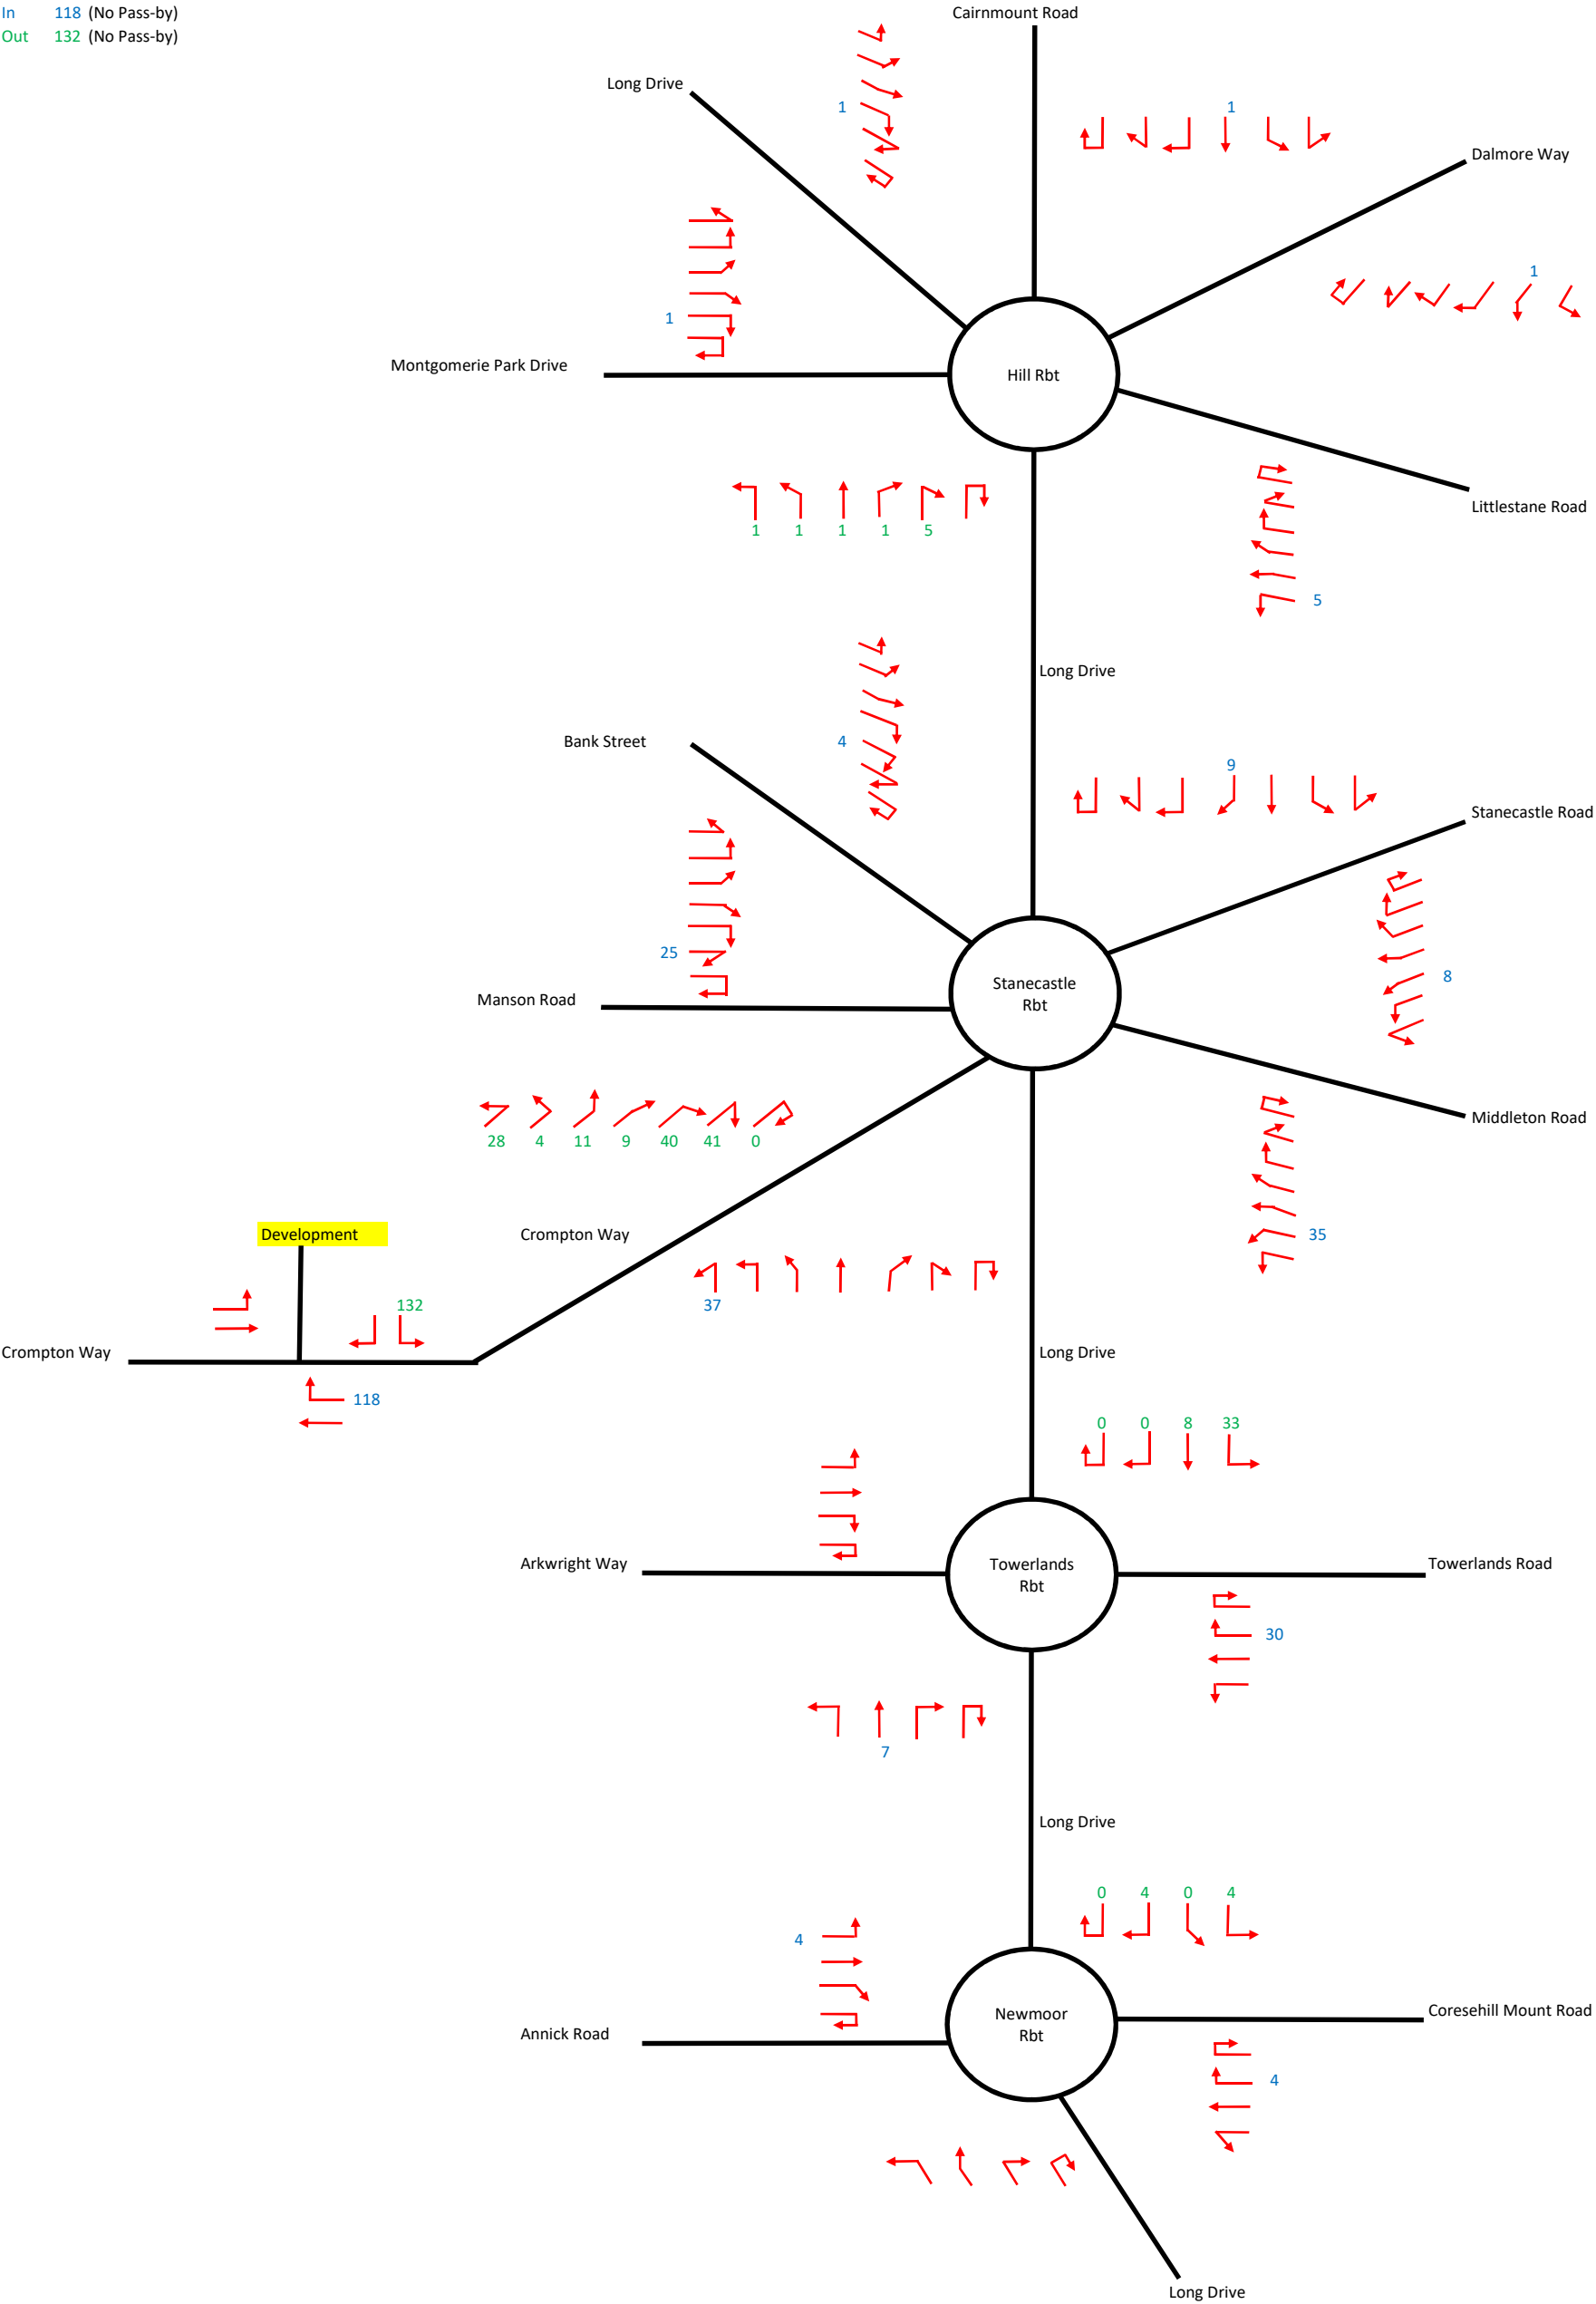 In 118 (No Pass-by)
Out 132 (No Pass-by)
Cairnmount Road
Long Drive
1
1
Dalmore Way
1
1
Montgomerie Park Drive
Hill Rbt
Littlestane Road
1 1 1 1 5
5
Long Drive
Bank Street
4
9
Stanecastle Road
25
8
Manson Road
Stanecastle
Rbt
Middleton Road
28 4 11 9 40 41 0
35
Development
Crompton Way
37
132
Crompton Way
118
Long Drive
0 0 8 33
Arkwright Way
Towerlands
Rbt
Towerlands Road
30
7
Long Drive
0 4 0 4
4
Annick Road
Newmoor
Rbt
Coresehill Mount Road
4
Long Drive